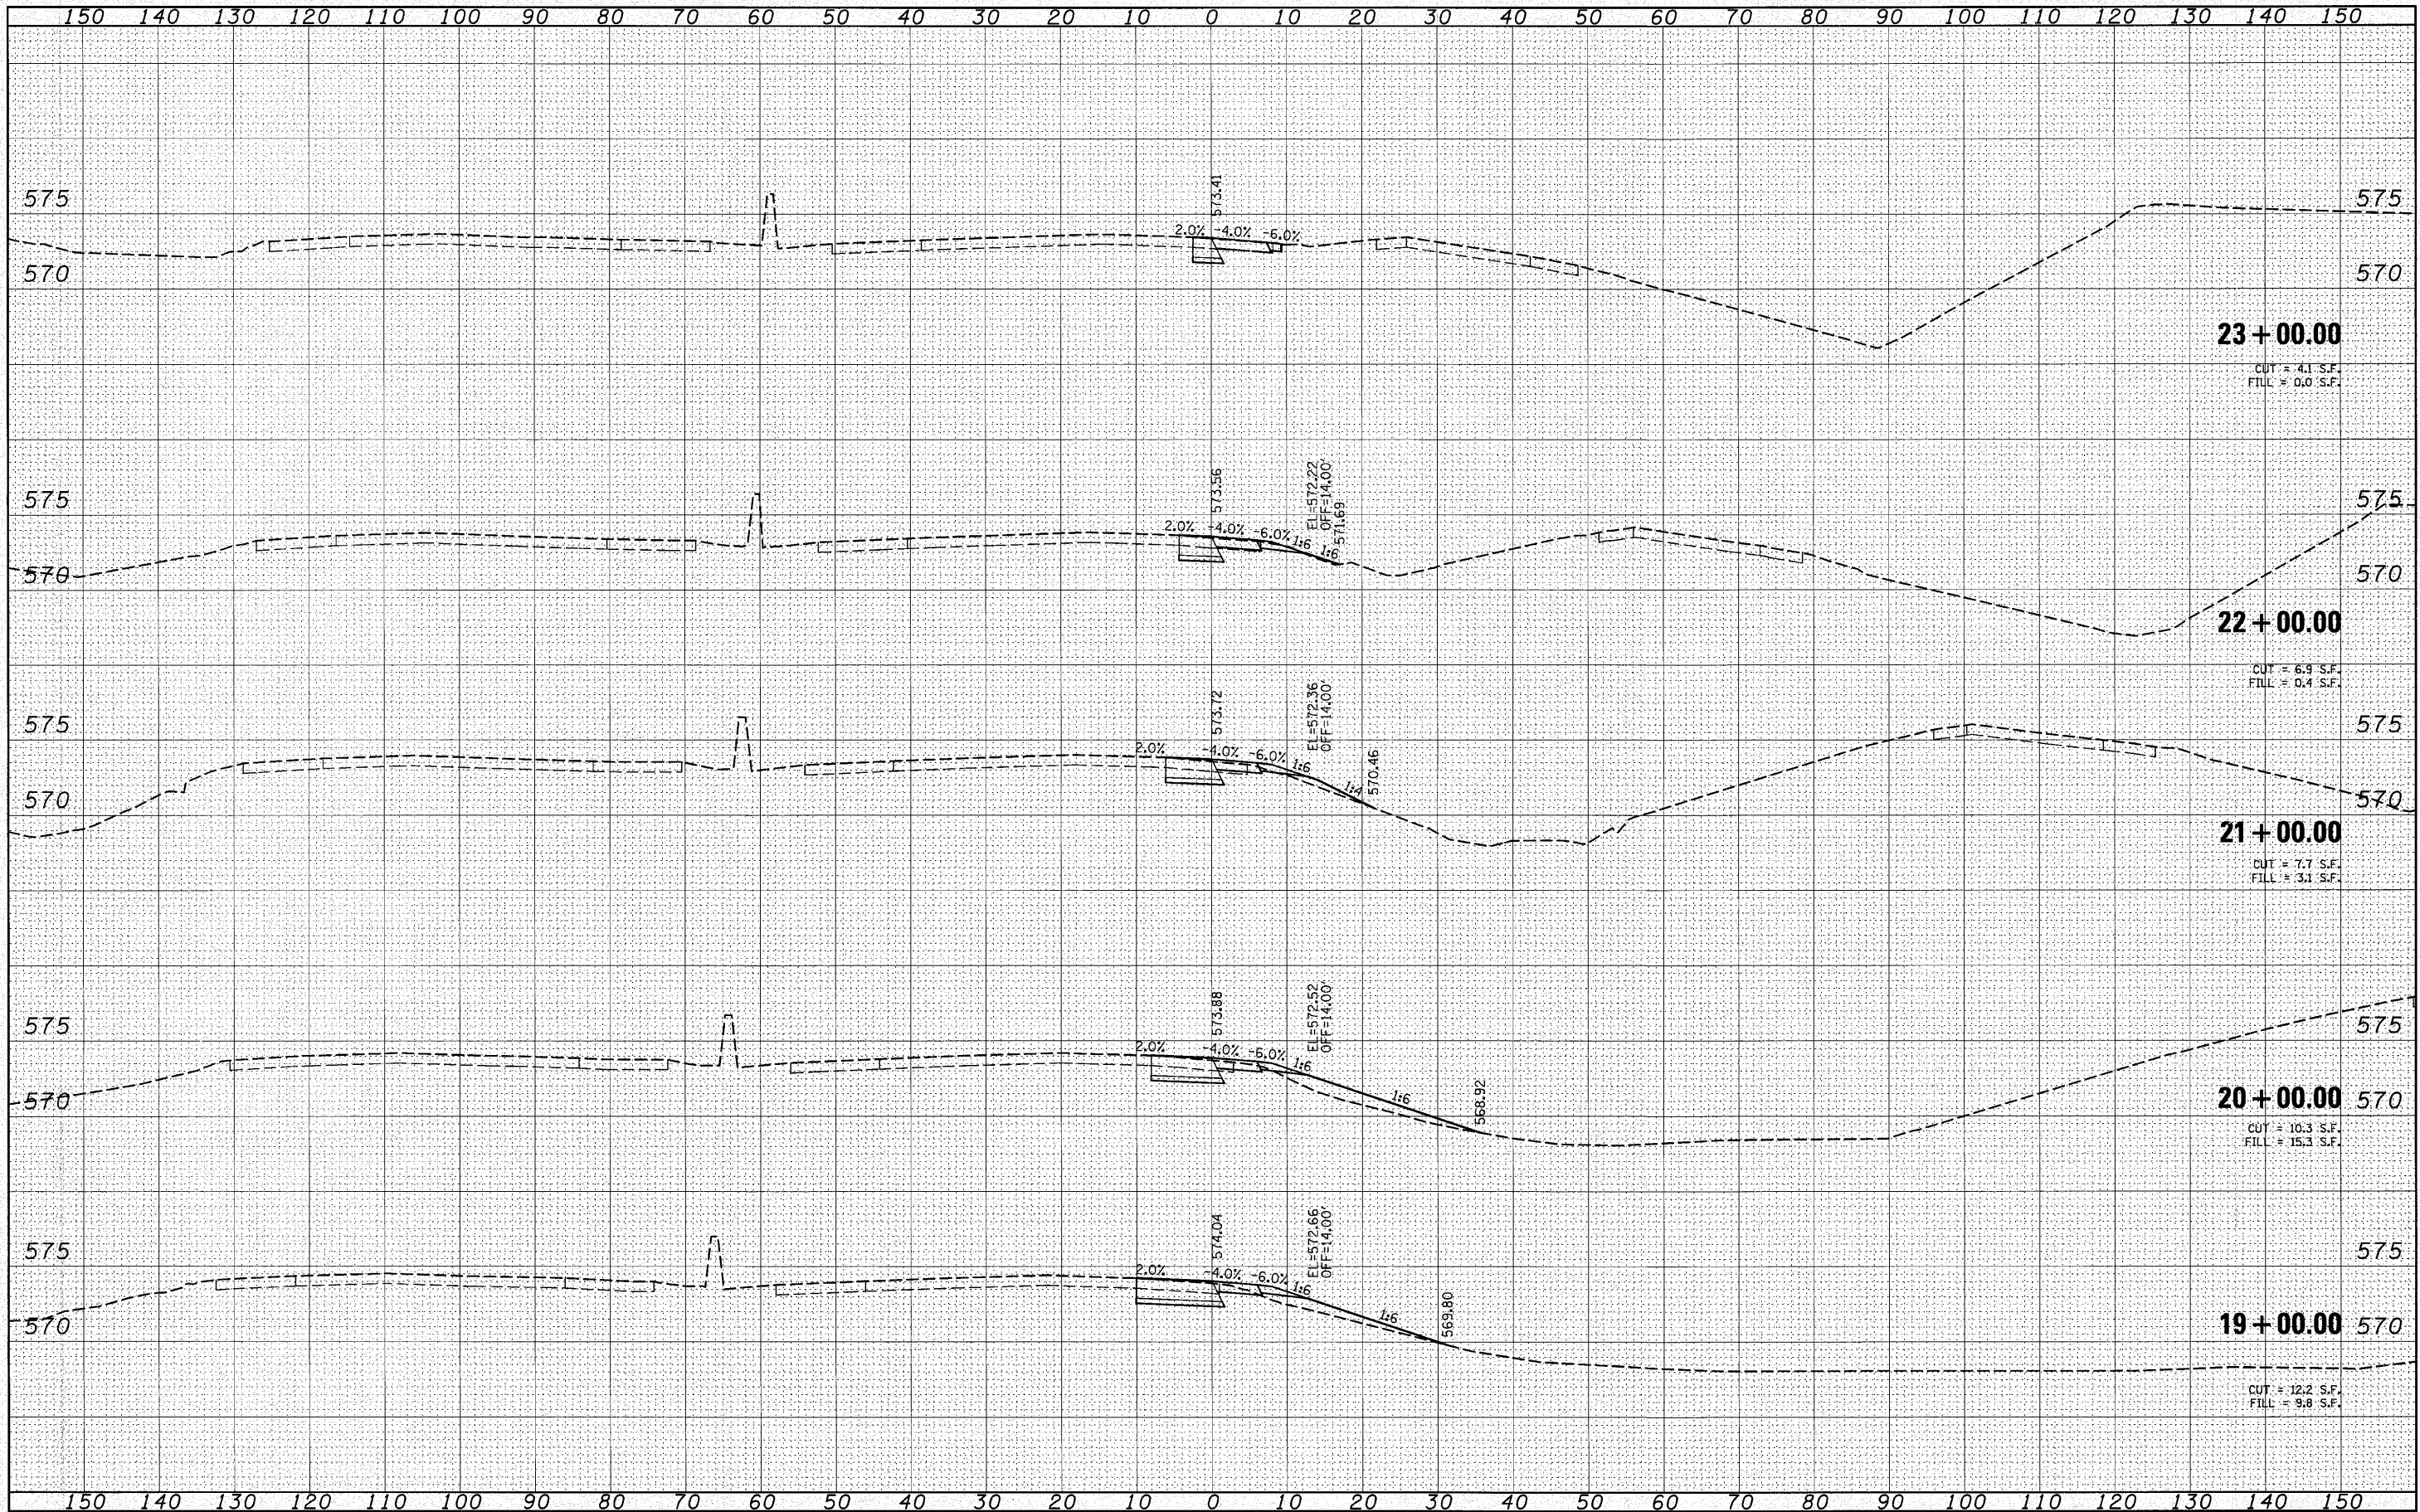 150 140 130 120 110 100 90 80 70 60 50 40 30 20 10 0 10 20 30 40 50 60 70 80 90 100 110 120 130 140 150
573.41
575 575
2.0% -4.0% -6.0%
570 570
23+00.00
CUT = 4.1 S.F.
FILL = 0.0 S.F.
573.56
EL=572.22
OFF=14.00'
571.69
575 575
2.0% -4.0% -6.0% 1:6 1:6
570 570
22+00.00
CUT = 6.9 S.F.
FILL = 0.4 S.F.
573.72
EL=572.36
OFF=14.00'
575 575
2.0% -4.0% -6.0% 1:6
1:4
570.46
570 570
21+00.00
CUT = 7.7 S.F.
FILL = 3.1 S.F.
573.88
EL=572.52
OFF=14.00'
575 575
2.0% -4.0% -6.0% 1:6
1:6
568.92
570 20+00.00 570
CUT = 10.3 S.F.
FILL = 15.3 S.F.
574.04
EL=572.66
OFF=14.00'
575 575
2.0% -4.0% -6.0% 1:6
1:6
569.80
570 19+00.00 570
CUT = 12.2 S.F.
FILL = 9.8 S.F.
150 140 130 120 110 100 90 80 70 60 50 40 30 20 10 0 10 20 30 40 50 60 70 80 90 100 110 120 130 140 150